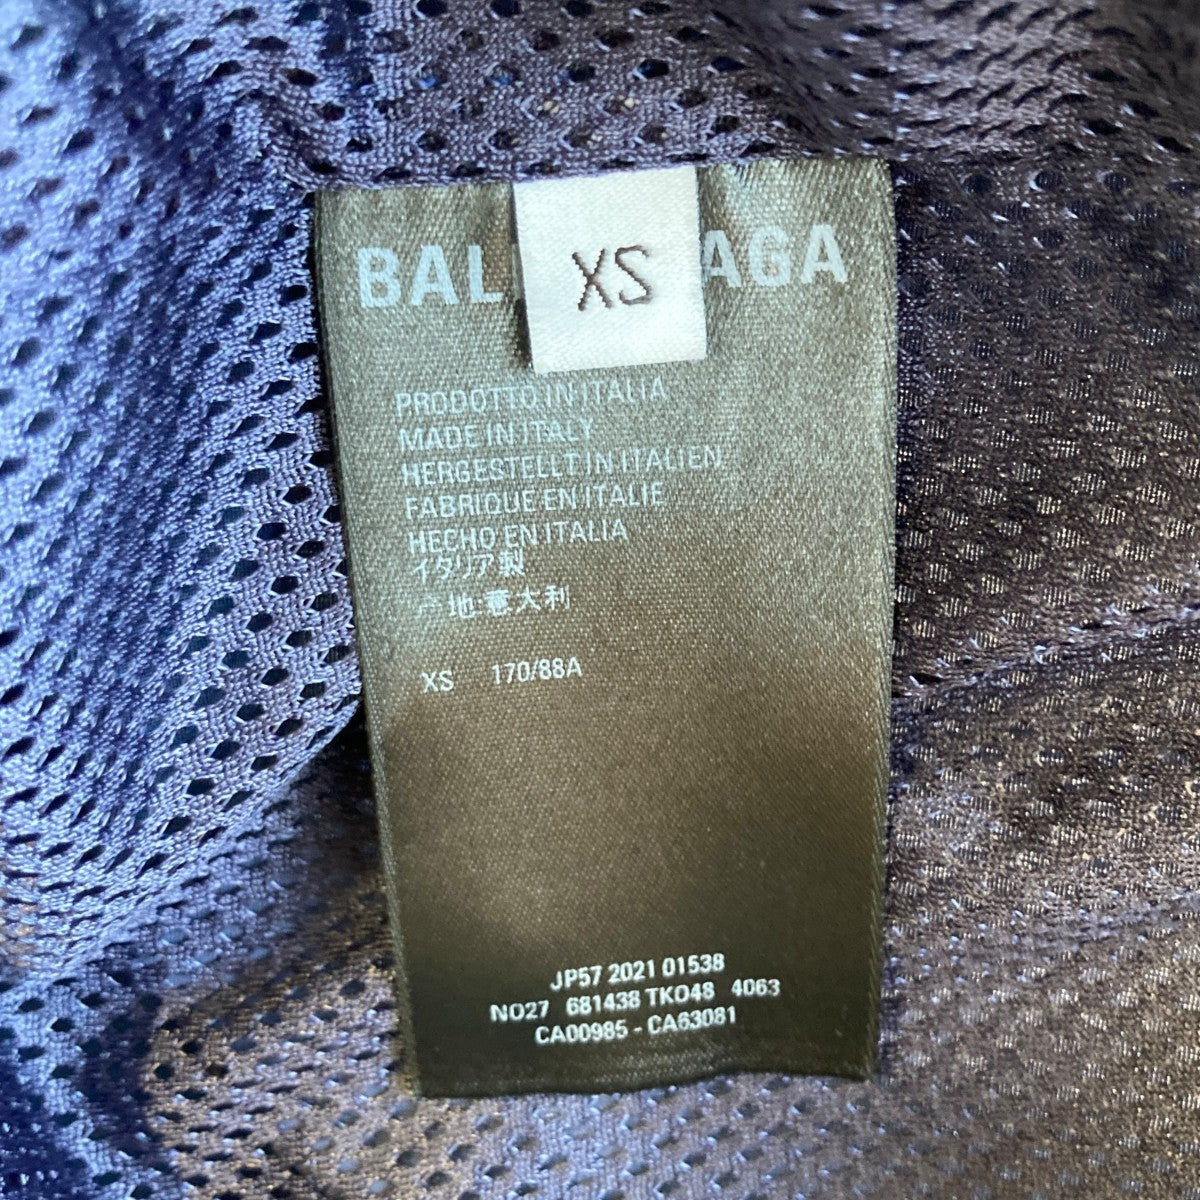 BAL AGA
XS
PRODOTTO IN ITALIA
MADE IN ITALY
HERGESTELLT IN ITALIEN
FABRIQUE EN ITALIE
HECHO EN ITALIA
イタリア製
产地:意大利
XS 170/88A
JP57 2021 01538
NO27 681438 TKO48 4063
CA00985 - CA63081